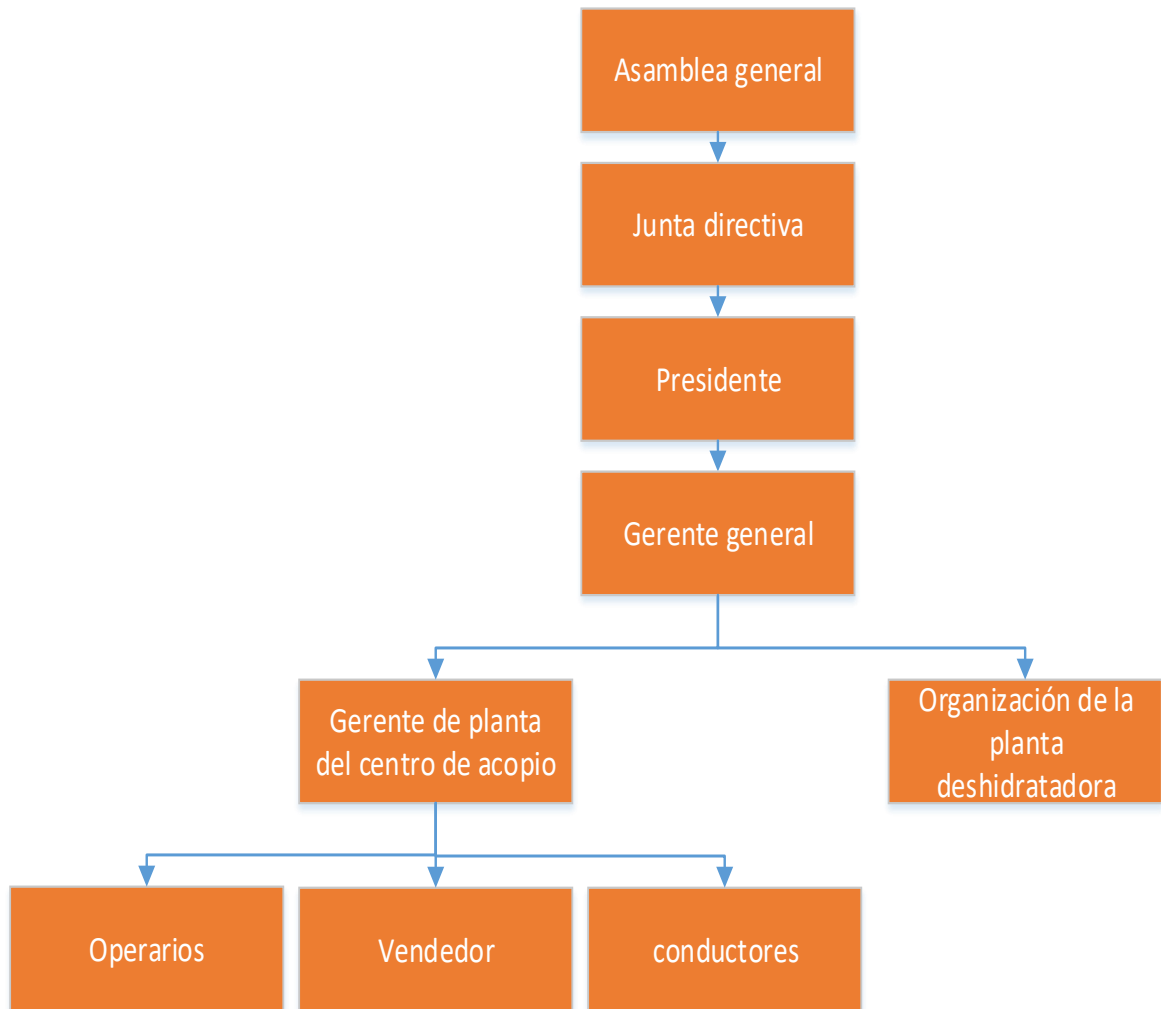 Asamblea general
Junta directiva
Presidente
Gerente general
Gerente de planta
del centro de acopio
Organización de la
planta
deshidratadora
Operarios
Vendedor
conductores